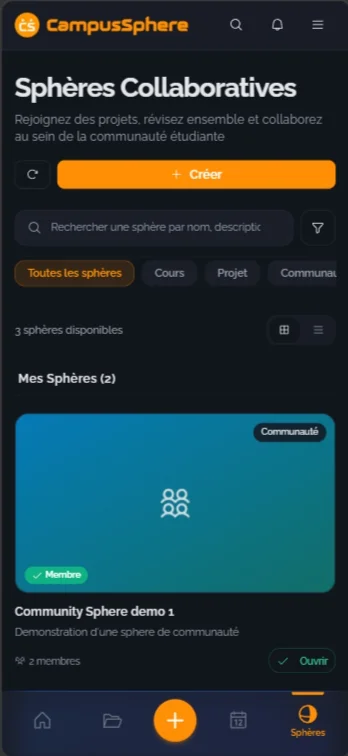 CS CampusSphere
Sphères Collaboratives
Rejoignez des projets, révisez ensemble et collaborez
au sein de la communauté étudiante
+ Créer
Rechercher une sphère par nom, descriptic
Toutes les sphères Cours Projet Communau
3 sphères disponibles
Mes Sphères (2)
Communauté
Membre
Community Sphere demo 1
Demonstration d'une sphere de communauté
2 membres Ouvrir
12
Sphères